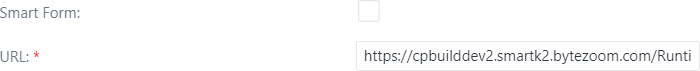 Smart Form:
URL: *
https://cpbuilddev2.smartk2.bytezoom.com/Runti